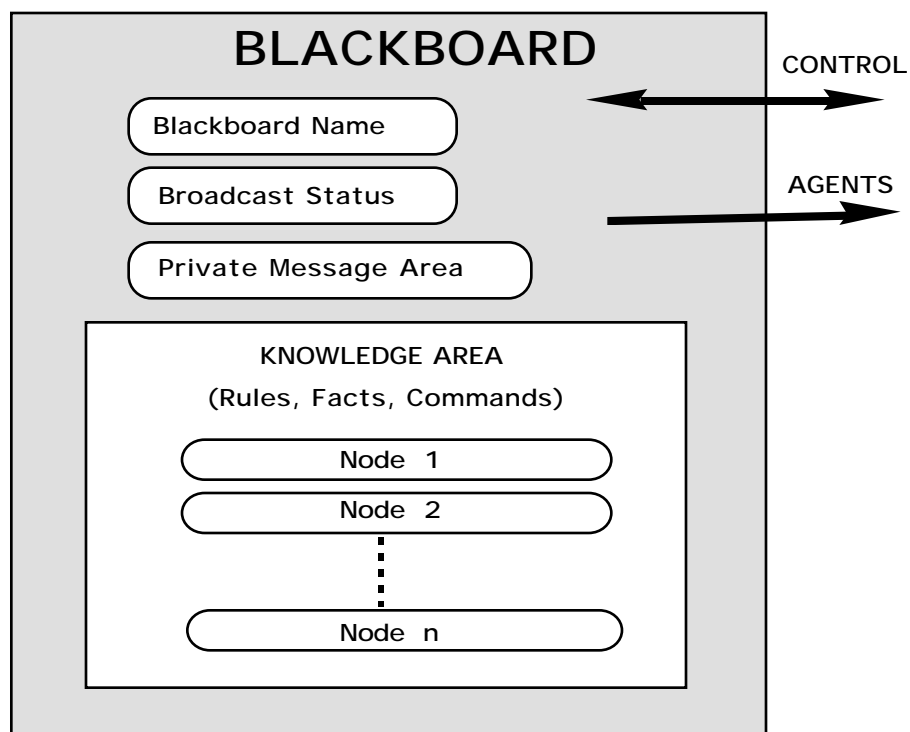 BLACKBOARD
CONTROL
Blackboard Name
AGENTS
Broadcast Status
Private Message Area
KNOWLEDGE AREA
(Rules, Facts, Commands)
Node 1
Node 2
Node n